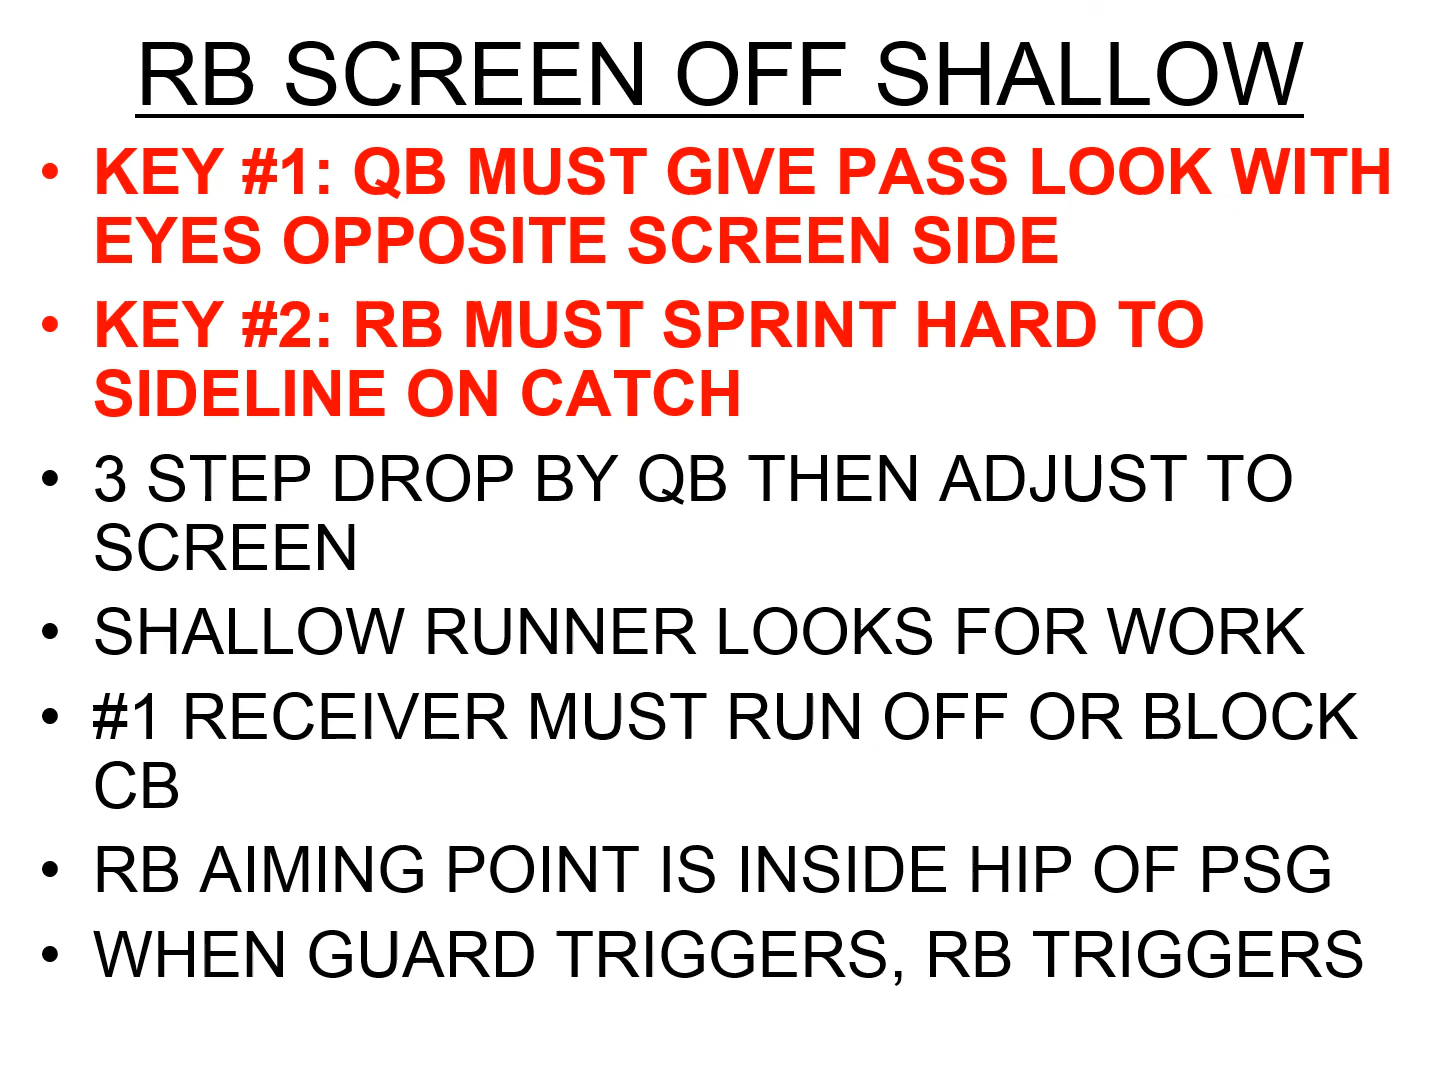 RB SCREEN OFF SHALLOW
• KEY #1: QB MUST GIVE PASS LOOK WITH
EYES OPPOSITE SCREEN SIDE
• KEY #2: RB MUST SPRINT HARD TO
SIDELINE ON CATCH
• 3 STEP DROP BY QB THEN ADJUST TO
SCREEN
• SHALLOW RUNNER LOOKS FOR WORK
• #1 RECEIVER MUST RUN OFF OR BLOCK
CB
• RB AIMING POINT IS INSIDE HIP OF PSG
• WHEN GUARD TRIGGERS, RB TRIGGERS